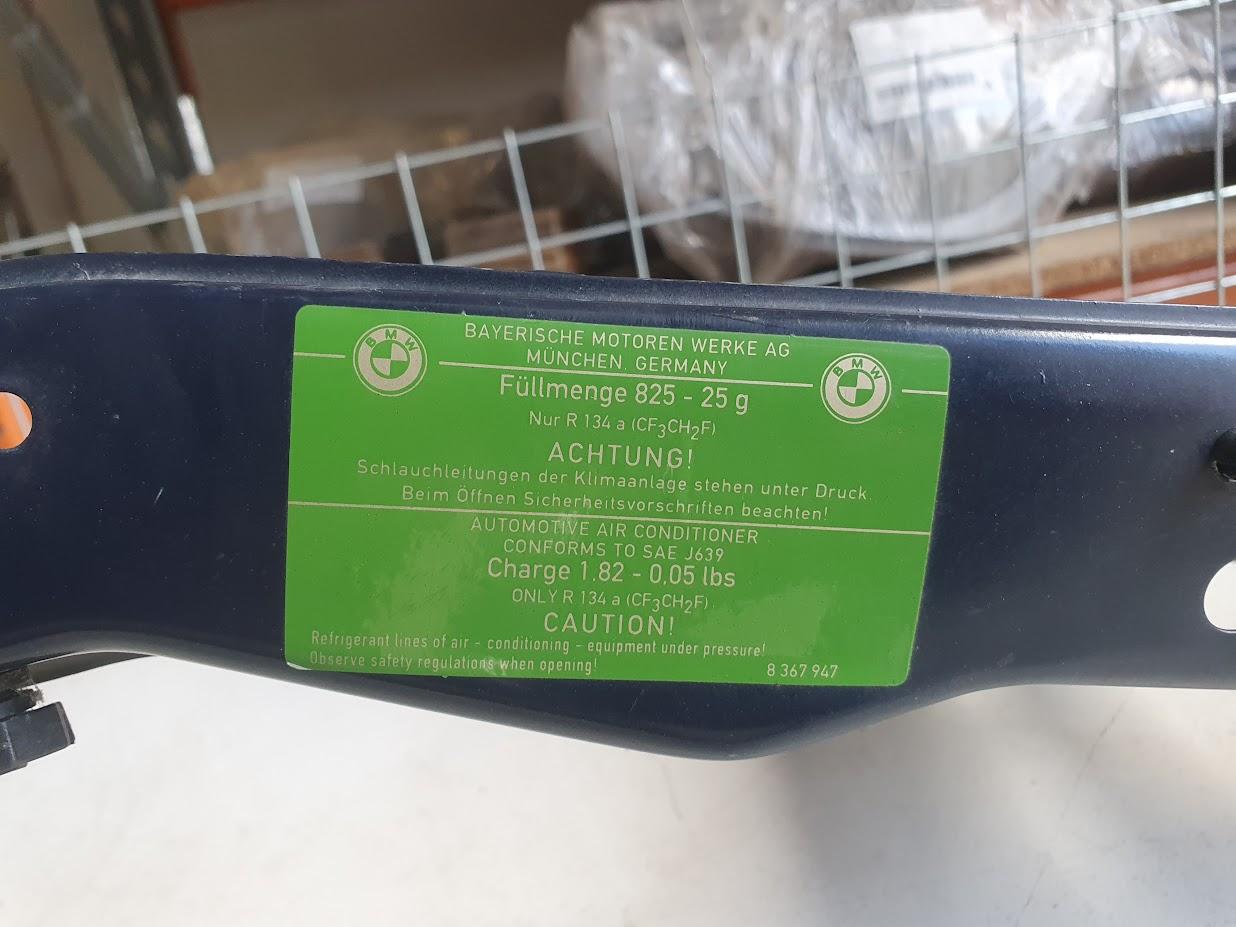 BMW
BAYERISCHE MOTOREN WERKE AG
MÜNCHEN. GERMANY
BMW
Füllmenge 825 - 25 g
Nur R 134 a (CF₃CH₂F)
ACHTUNG!
Schlauchleitungen der Klimaanlage stehen unter Druck.
Beim Öffnen Sicherheitsvorschriften beachten!
AUTOMOTIVE AIR CONDITIONER
CONFORMS TO SAE J639
Charge 1.82 - 0,05 lbs
ONLY R 134 a (CF₃CH₂F)
CAUTION!
Refrigerant lines of air - conditioning - equipment under pressure!
Observe safety regulations when opening!
8 367 947